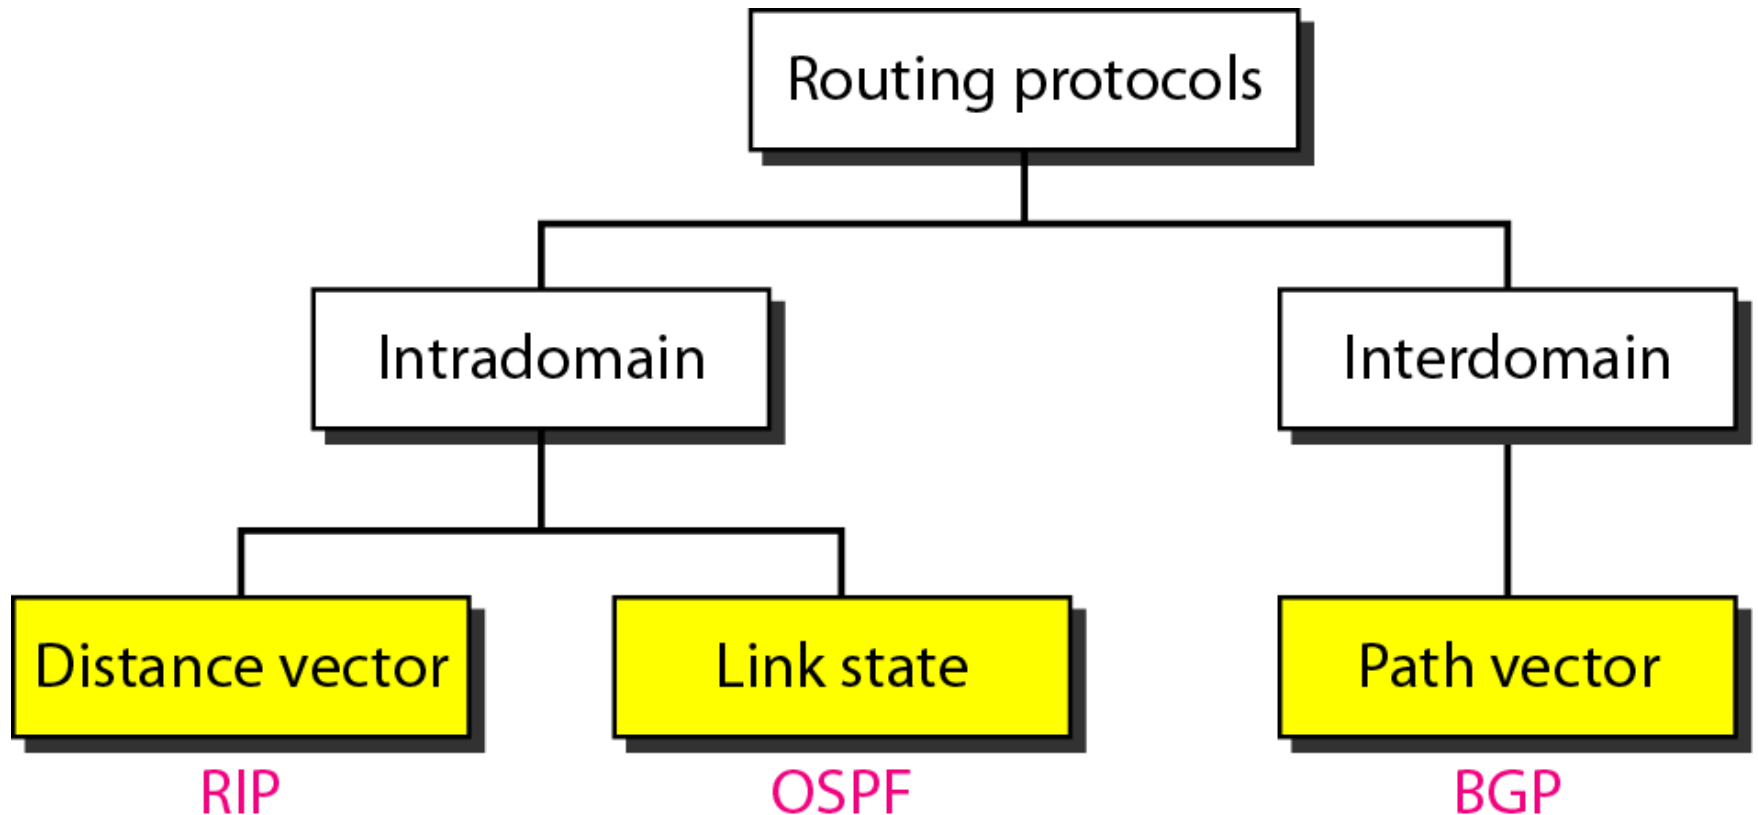 Routing protocols
Intradomain
Interdomain
Distance vector
Link state
Path vector
RIP
OSPF
BGP